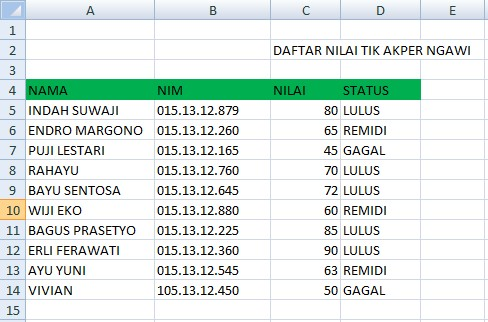 A B C D E
1
2 DAFTAR NILAI TIK AKPER NGAWI
3
4 NAMA NIM NILAI STATUS
5 INDAH SUWAJI 015.13.12.879 80 LULUS
6 ENDRO MARGONO 015.13.12.260 65 REMIDI
7 PUJI LESTARI 015.13.12.165 45 GAGAL
8 RAHAYU 015.13.12.760 70 LULUS
9 BAYU SENTOSA 015.13.12.645 72 LULUS
10 WIJI EKO 015.13.12.880 60 REMIDI
11 BAGUS PRASETYO 015.13.12.225 85 LULUS
12 ERLI FERAWATI 015.13.12.360 90 LULUS
13 AYU YUNI 015.13.12.545 63 REMIDI
14 VIVIAN 105.13.12.450 50 GAGAL
15